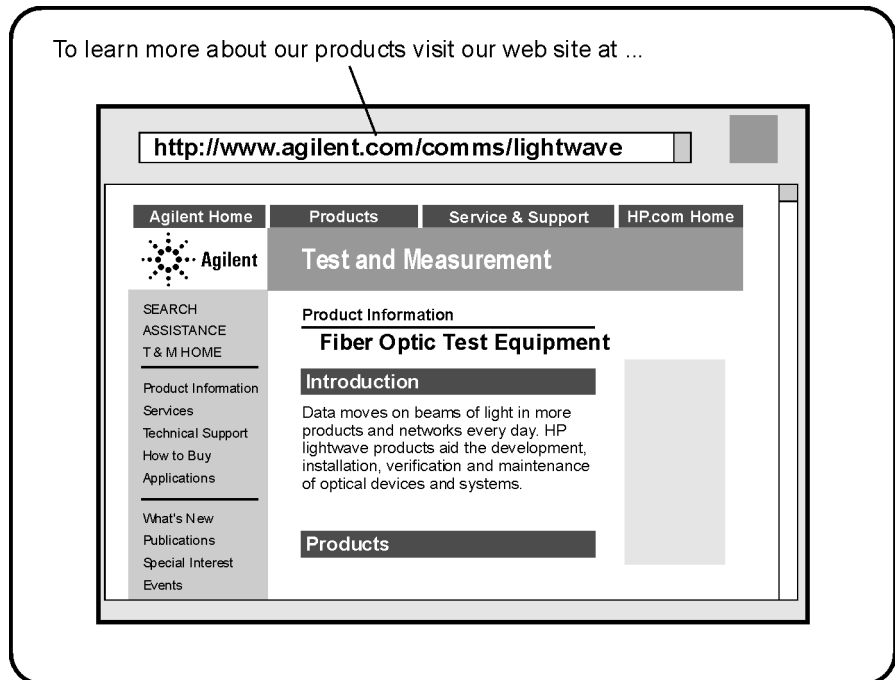 To learn more about our products visit our web site at ...
http://www.agilent.com/comms/lightwave
Agilent Home Products Service & Support HP.com Home
Agilent Test and Measurement
SEARCH
ASSISTANCE
T & M HOME
Product Information
Services
Technical Support
How to Buy
Applications
What's New
Publications
Special Interest
Events
Product Information
Fiber Optic Test Equipment
Introduction
Data moves on beams of light in more
products and networks every day. HP
lightwave products aid the development,
installation, verification and maintenance
of optical devices and systems.
Products